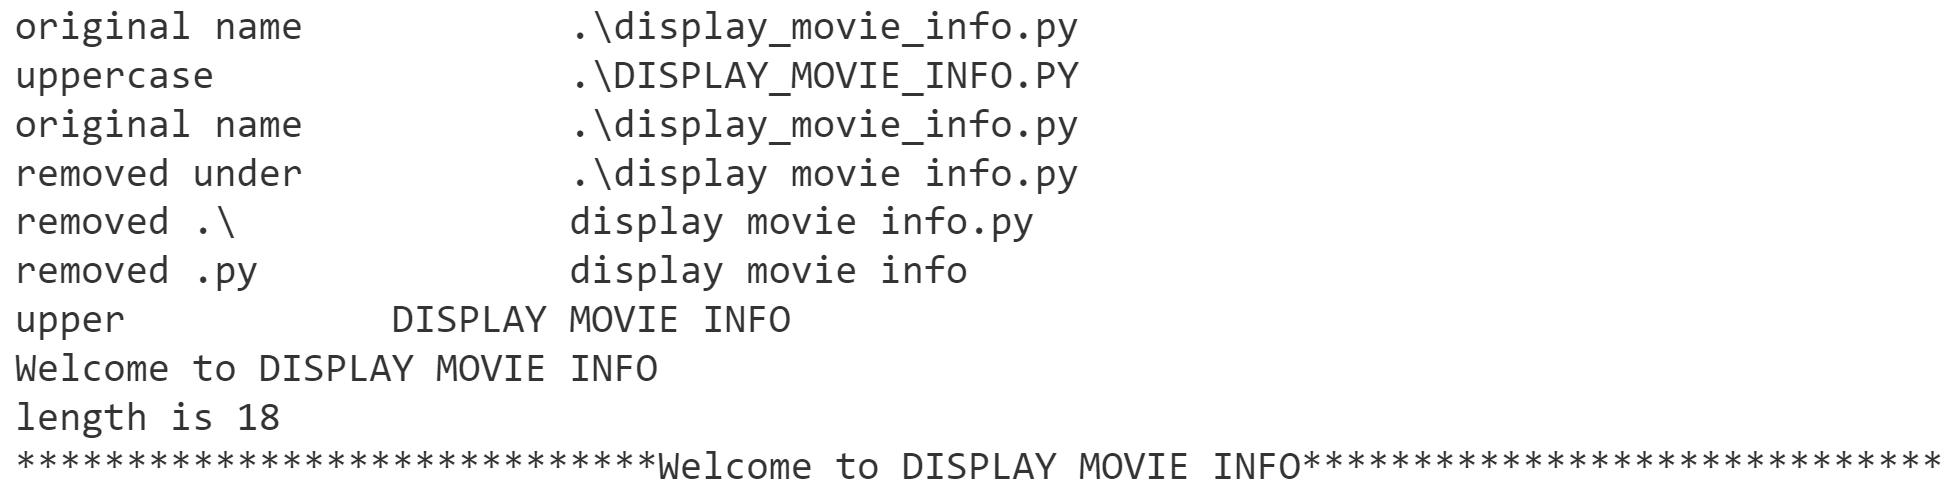 original name            .\display_movie_info.py
uppercase                .\DISPLAY_MOVIE_INFO.PY
original name            .\display_movie_info.py
removed under            .\display movie info.py
removed .\               display movie info.py
removed .py              display movie info
upper            DISPLAY MOVIE INFO
Welcome to DISPLAY MOVIE INFO
length is 18
*****************************Welcome to DISPLAY MOVIE INFO*****************************